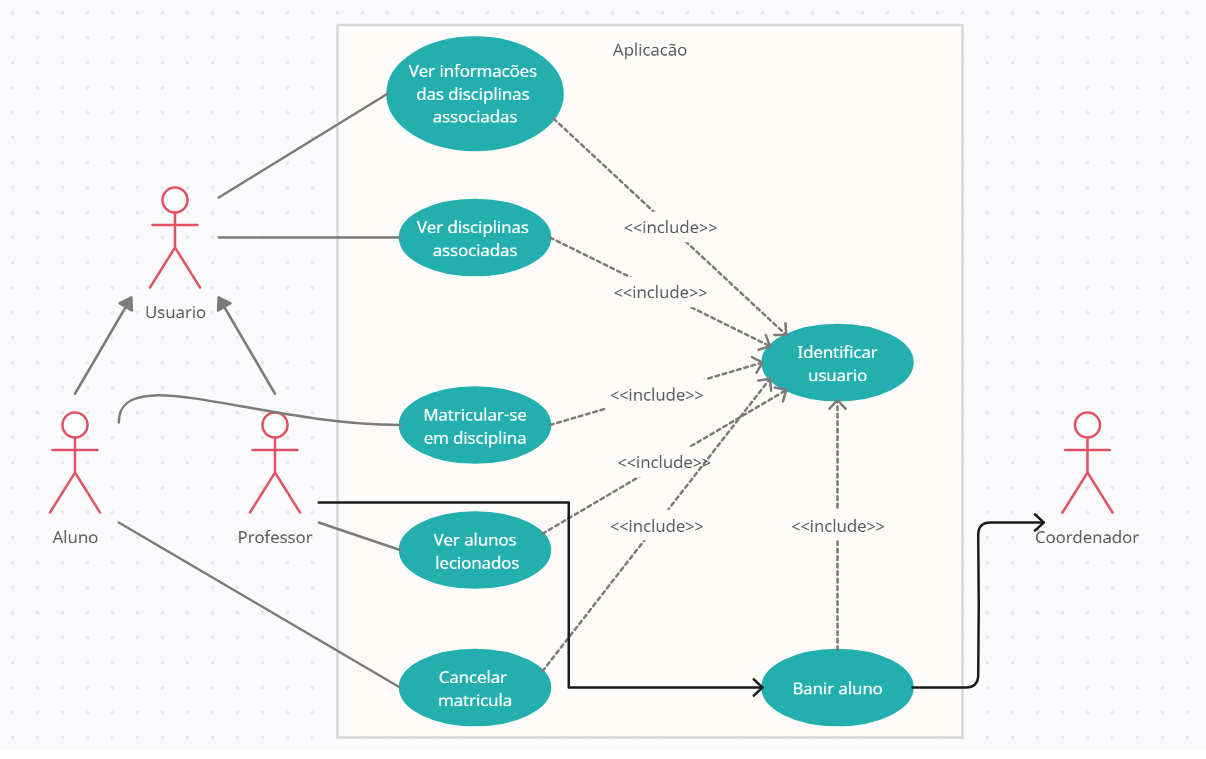 Aplicacão
Ver informacões
das disciplinas
associadas
Ver disciplinas
associadas
<<include>>
<<include>>
Usuario
Identificar
usuario
<<include>>
Matricular-se
em disciplina
<<include>>
Aluno
Professor
Ver alunos
lecionados
<<include>>
<<include>>
Coordenador
Cancelar
matricula
Banir aluno